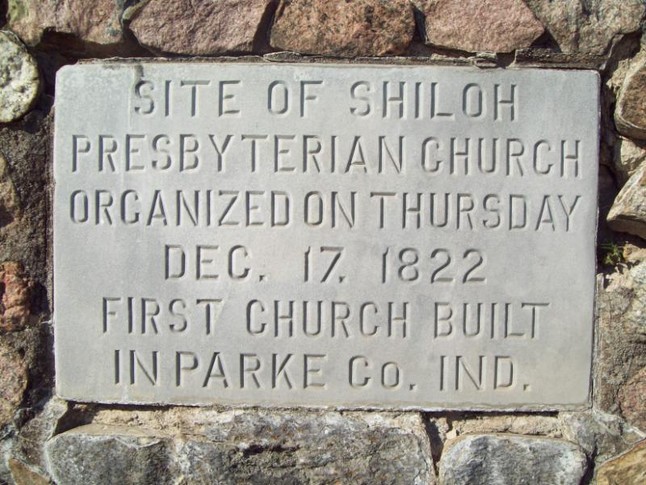 SITE OF SHILOH
PRESBYTERIAN CHURCH
ORGANIZED ON THURSDAY
DEC. 17, 1822
FIRST CHURCH BUILT
IN PARKE CO. IND.